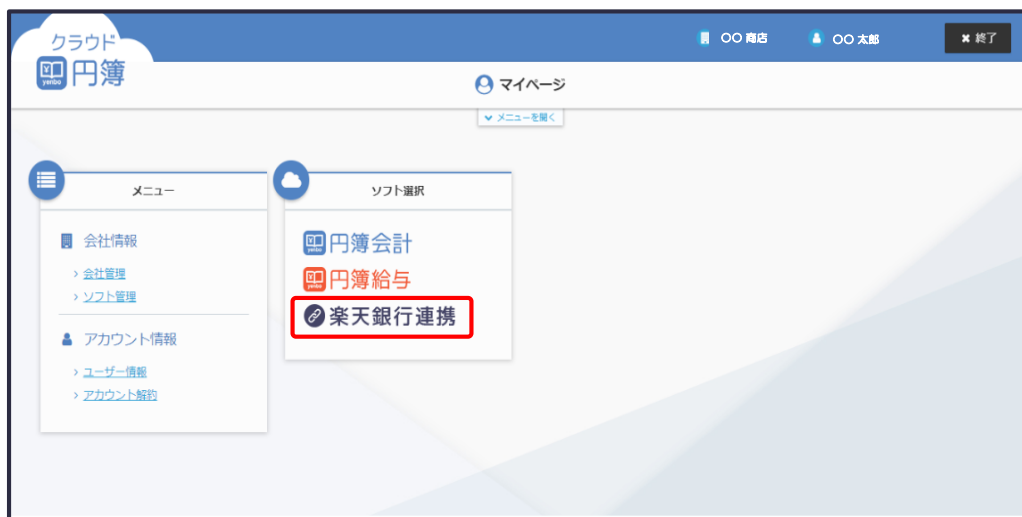 クラウド
円簿
yenbo
〇〇 商店
〇〇 太郎
✖ 終了
マイページ
メニューを開く
メニュー
会社情報
> 会社管理
> ソフト管理
アカウント情報
> ユーザー情報
> アカウント解約
ソフト選択
円簿会計
円簿給与
楽天銀行連携